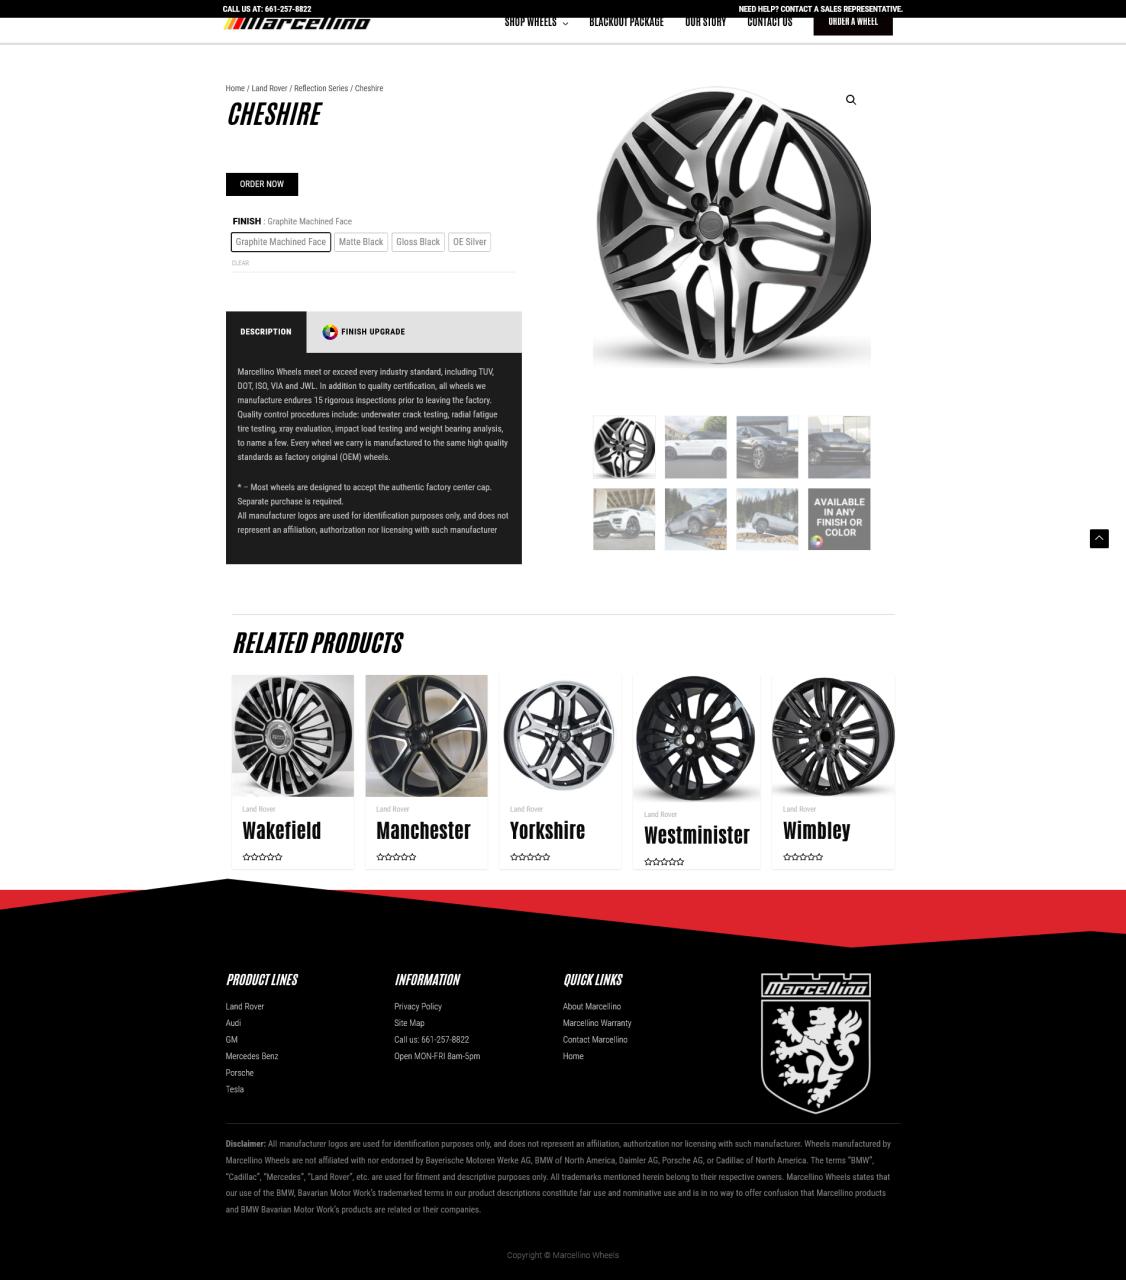 CALL US AT: 661-257-8822
NEED HELP? CONTACT A SALES REPRESENTATIVE.
Marcellino
SHOP WHEELS
BLACKOUT PACKAGE
OUR STORY
CONTACT US
ORDER A WHEEL
Home / Land Rover / Reflection Series / Cheshire
CHESHIRE
ORDER NOW
FINISH : Graphite Machined Face
Graphite Machined Face
Matte Black
Gloss Black
OE Silver
CLEAR
DESCRIPTION
FINISH UPGRADE
Marcellino Wheels meet or exceed every industry standard, including TUV,
DOT, ISO, VIA and JWL. In addition to quality certification, all wheels we
manufacture endures 15 rigorous inspections prior to leaving the factory.
Quality control procedures include: underwater crack testing, radial fatigue
tire testing, xray evaluation, impact load testing and weight bearing analysis,
to name a few. Every wheel we carry is manufactured to the same high quality
standards as factory original (OEM) wheels.
* – Most wheels are designed to accept the authentic factory center cap.
Separate purchase is required.
All manufacturer logos are used for identification purposes only, and does not
represent an affiliation, authorization nor licensing with such manufacturer
AVAILABLE
IN ANY
FINISH OR
COLOR
RELATED PRODUCTS
Land Rover
Wakefield
Land Rover
Manchester
Land Rover
Yorkshire
Land Rover
Westminister
Land Rover
Wimbley
PRODUCT LINES
Land Rover
Audi
GM
Mercedes Benz
Porsche
Tesla
INFORMATION
Privacy Policy
Site Map
Call us: 661-257-8822
Open MON-FRI 8am-5pm
QUICK LINKS
About Marcellino
Marcellino Warranty
Contact Marcellino
Home
Marcellino
Disclaimer: All manufacturer logos are used for identification purposes only, and does not represent an affiliation, authorization nor licensing with such manufacturer. Wheels manufactured by
Marcellino Wheels are not affiliated with nor endorsed by Bayerische Motoren Werke AG, BMW of North America, Daimler AG, Porsche AG, or Cadillac of North America. The terms “BMW”,
“Cadillac”, “Mercedes”, “Land Rover”, etc. are used for fitment and descriptive purposes only. All trademarks mentioned herein belong to their respective owners. Marcellino Wheels states that
our use of the BMW, Bavarian Motor Work’s trademarked terms in our product descriptions constitute fair use and nominative use and is in no way to offer confusion that Marcellino products
and BMW Bavarian Motor Work’s products are related or their companies.
Copyright © Marcellino Wheels